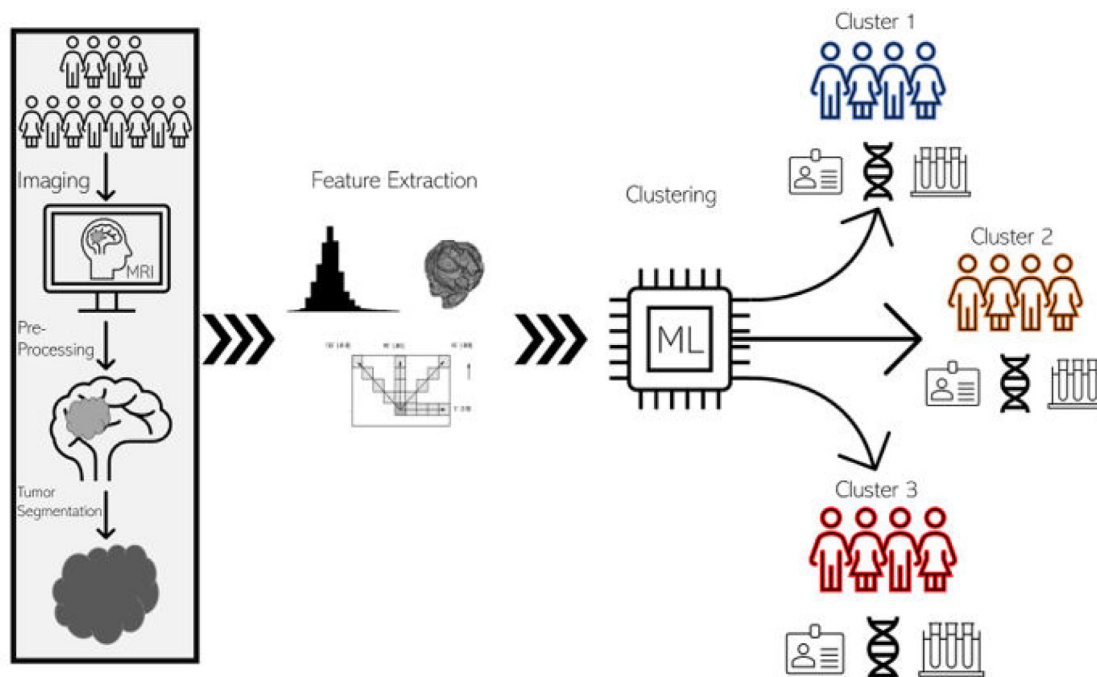 Imaging
MRI
Pre-
Processing
Tumor
Segmentation
Feature Extraction
Clustering
ML
Cluster 1
Cluster 2
Cluster 3